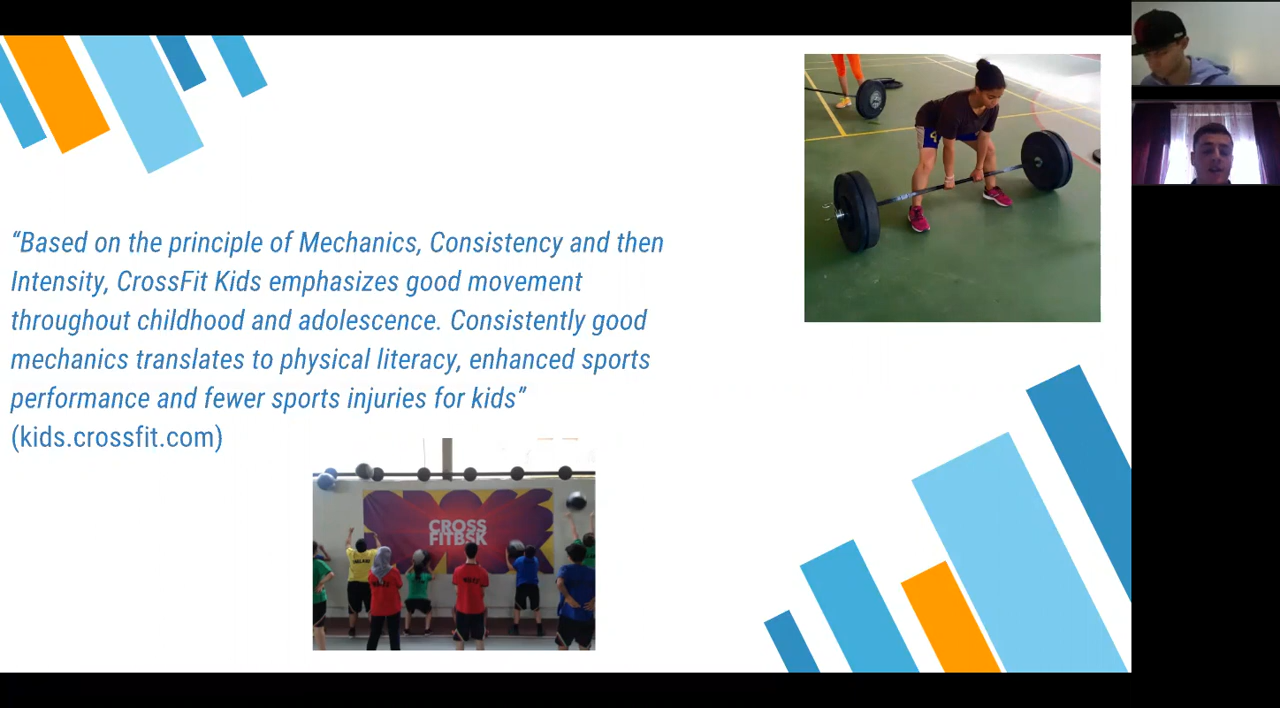 “Based on the principle of Mechanics, Consistency and then
Intensity, CrossFit Kids emphasizes good movement
throughout childhood and adolescence. Consistently good
mechanics translates to physical literacy, enhanced sports
performance and fewer sports injuries for kids”
(kids.crossfit.com)
CROSS
FITBSK